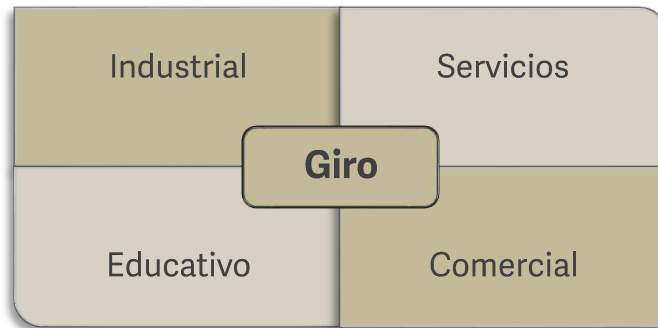 Industrial
Servicios
Giro
Educativo
Comercial